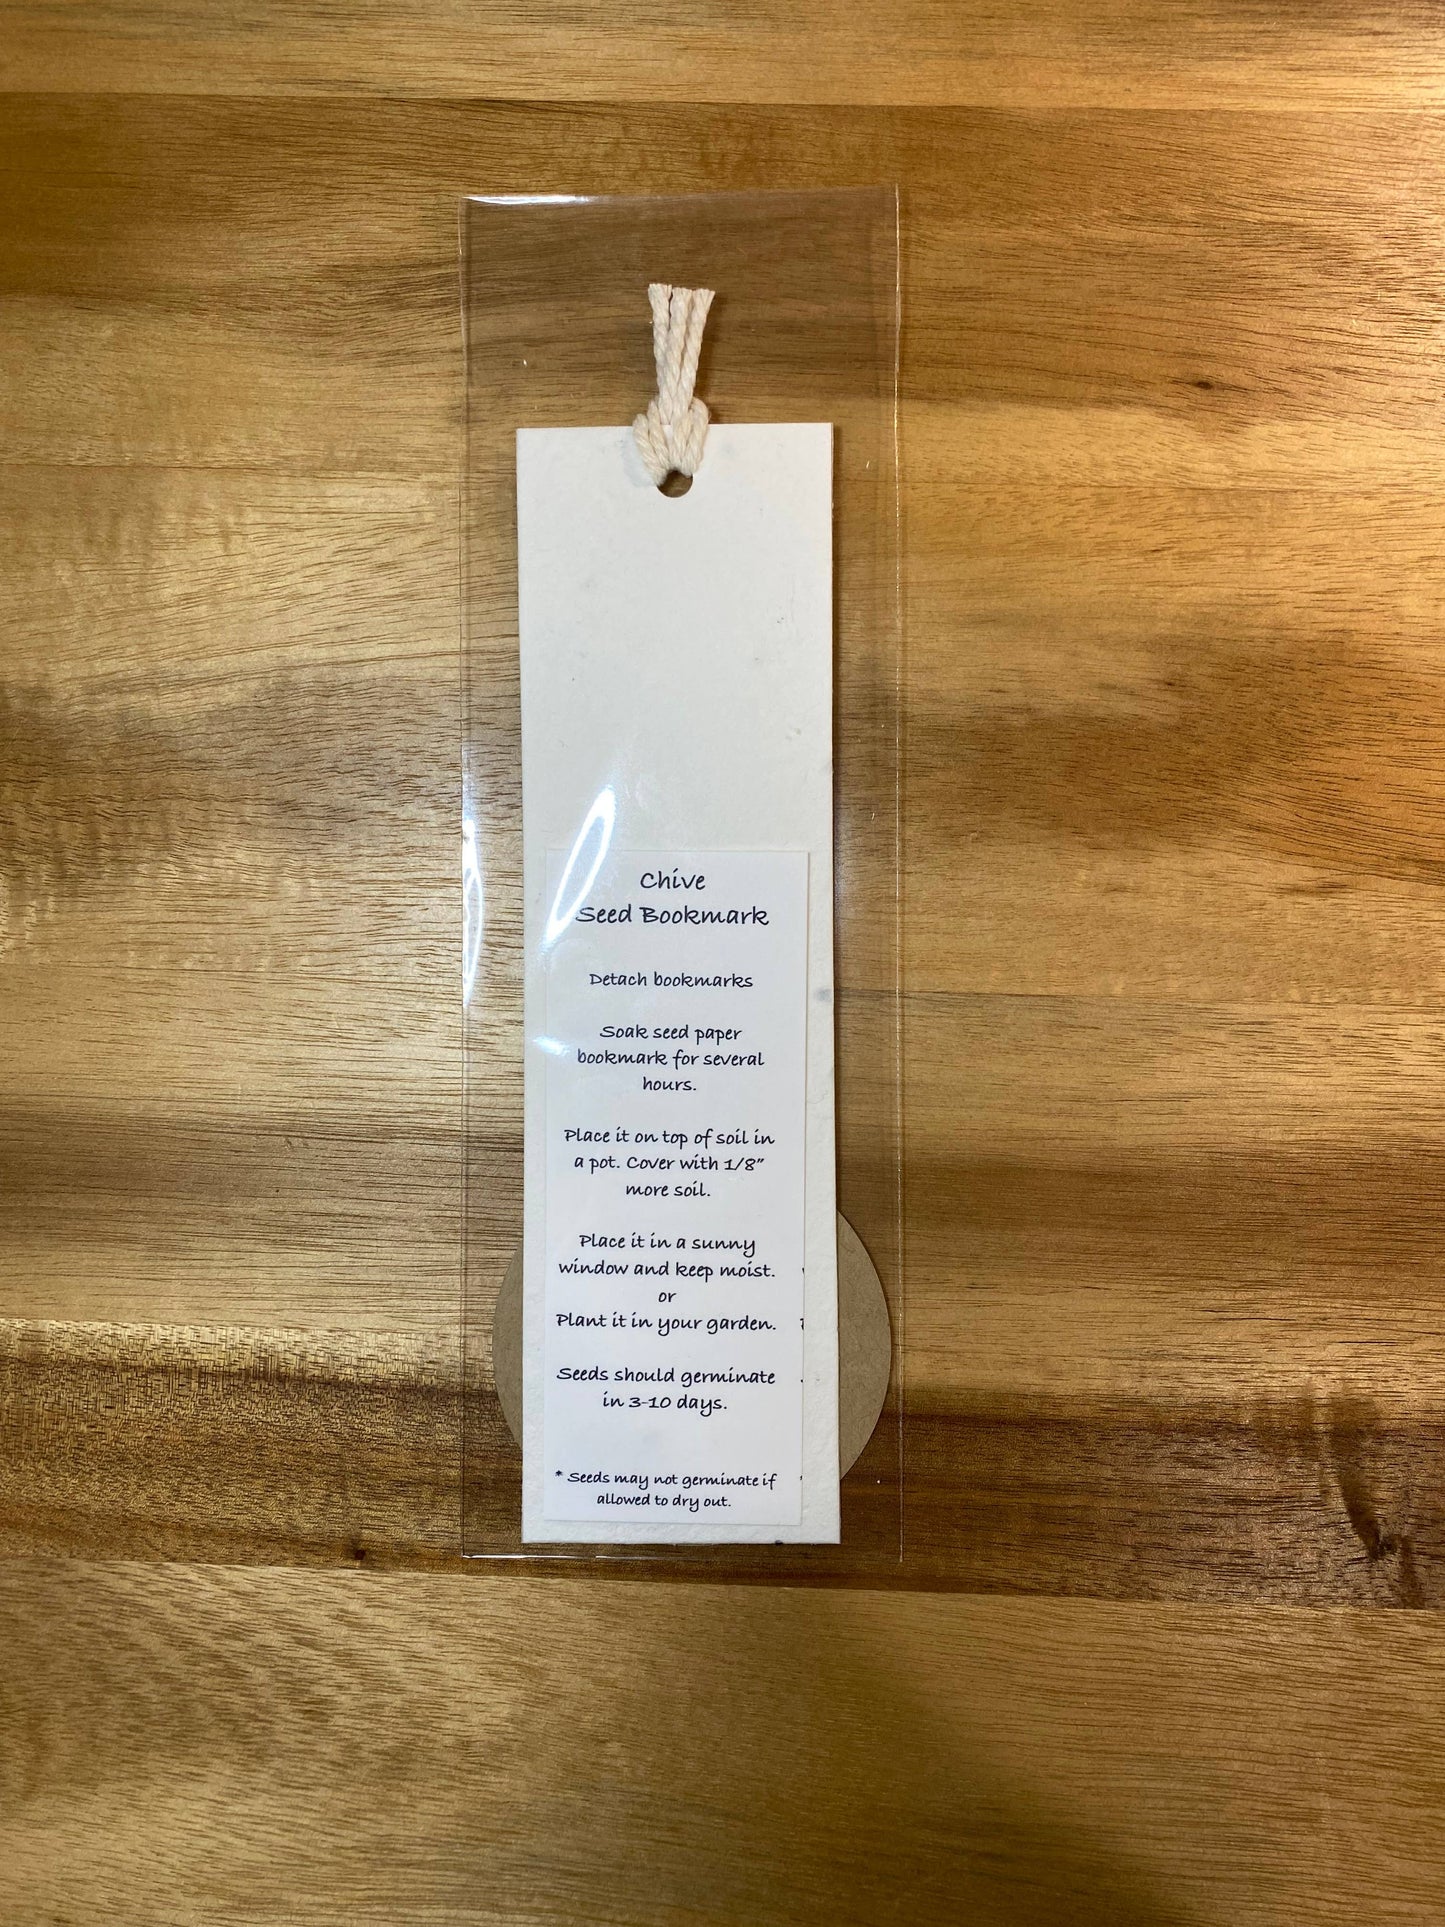 Chive
Seed Bookmark
Detach bookmarks
Soak seed paper
bookmark for several
hours.
Place it on top of soil in
a pot. Cover with 1/8"
more soil.
Place it in a sunny
window and keep moist.
or
Plant it in your garden.
Seeds should germinate
in 3-10 days.
* Seeds may not germinate if
allowed to dry out.